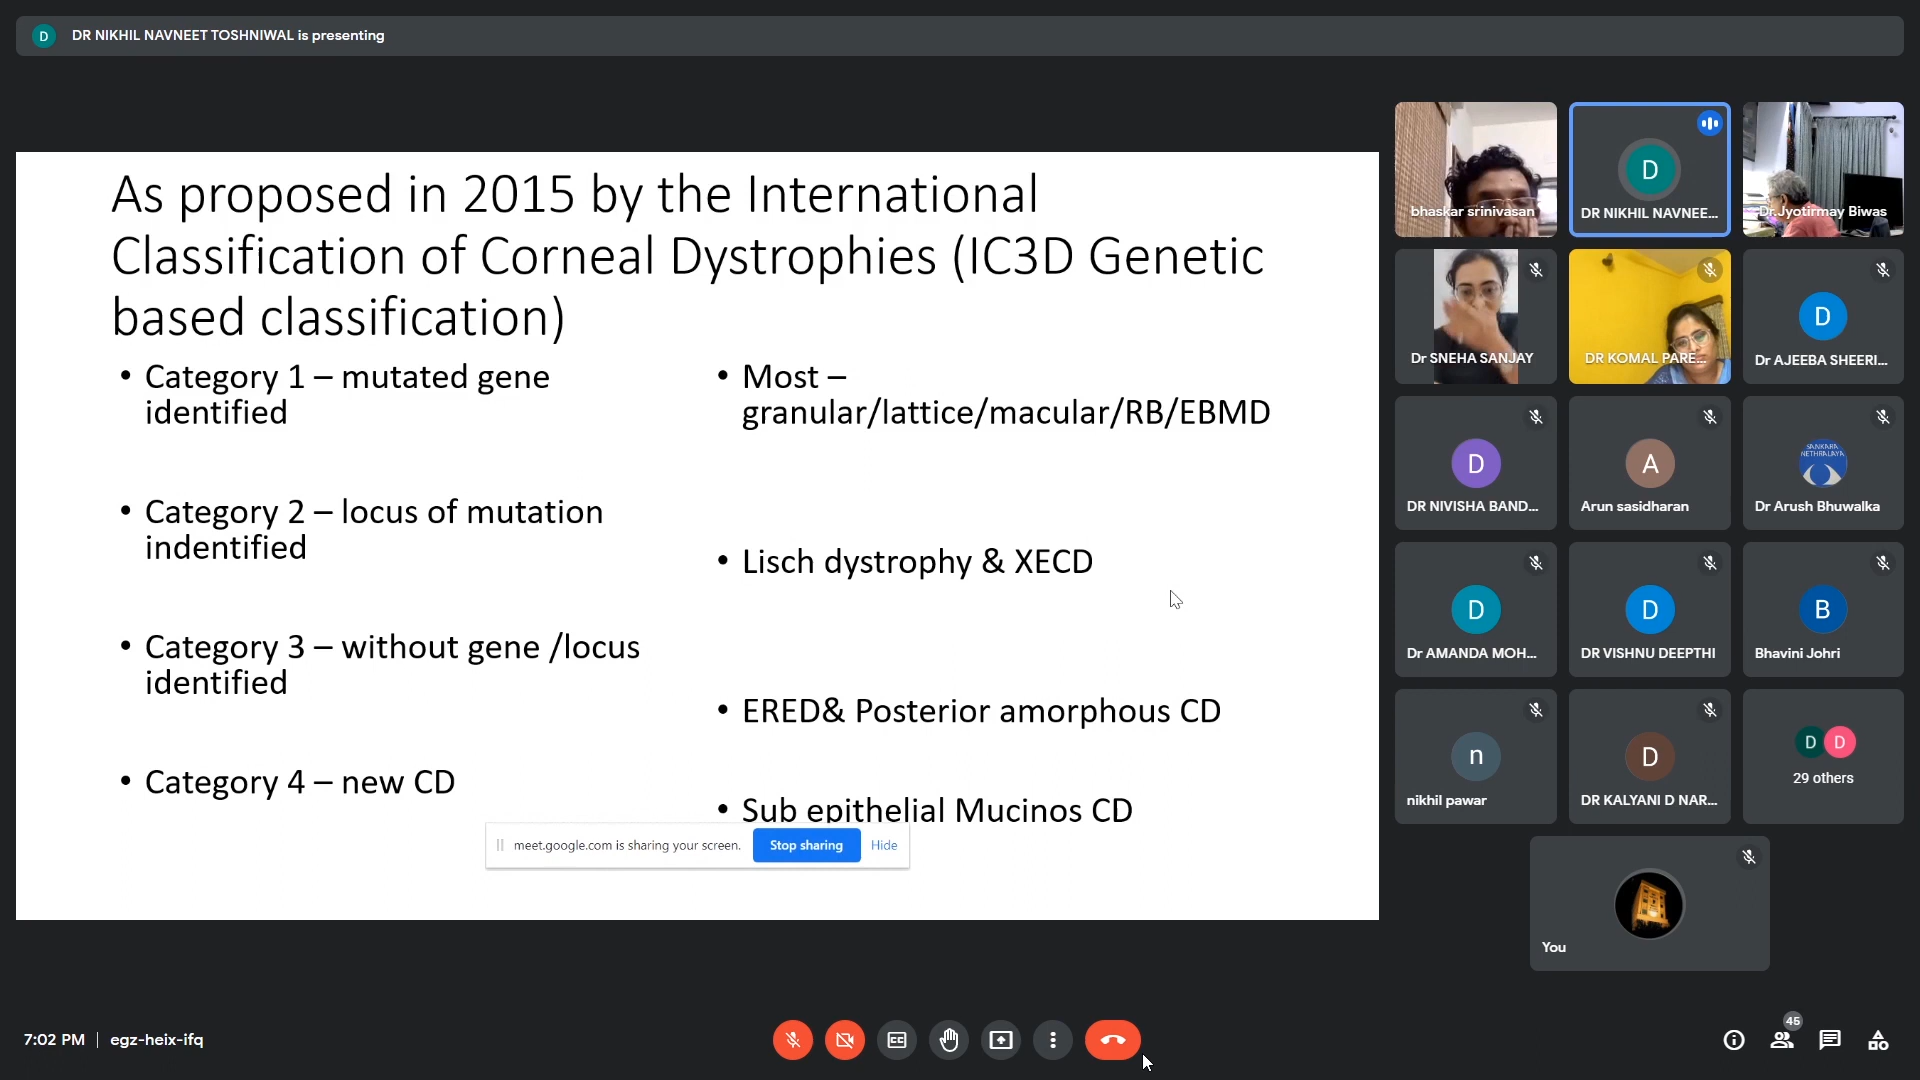 D
DR NIKHIL NAVNEET TOSHNIWAL is presenting
As proposed in 2015 by the International
Classification of Corneal Dystrophies (IC3D Genetic
based classification)
• Category 1 – mutated gene
identified
• Category 2 – locus of mutation
indentified
• Category 3 – without gene /locus
identified
• Category 4 – new CD
• Most –
granular/lattice/macular/RB/EBMD
• Lisch dystrophy & XECD
• ERED& Posterior amorphous CD
• Sub epithelial Mucinos CD
meet.google.com is sharing your screen.
Stop sharing
Hide
bhaskar srinivasan
D
DR NIKHIL NAVNEE...
Dr.Jyotirmay Biwas
Dr SNEHA SANJAY
DR KOMAL PARE...
D
Dr AJEEBA SHEERI...
D
DR NIVISHA BAND...
A
Arun sasidharan
SANKARA
NETHRALAYA
Dr Arush Bhuwalka
D
Dr AMANDA MOH...
D
DR VISHNU DEEPTHI
B
Bhavini Johri
n
nikhil pawar
D
DR KALYANI D NAR...
D D
29 others
You
7:02 PM | egz-heix-ifq
CC
45